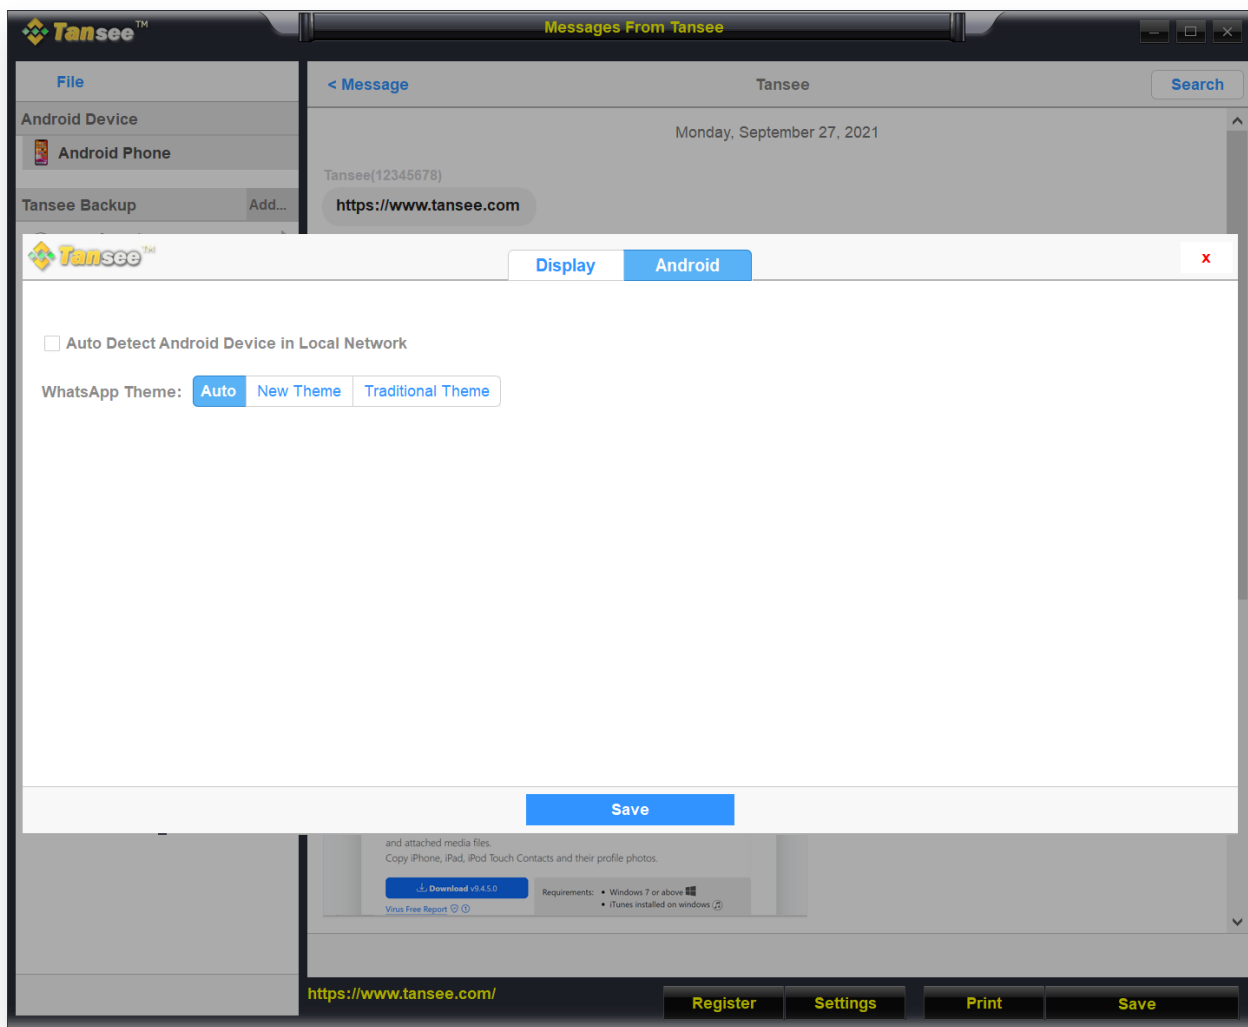 Tansee™
Messages From Tansee
File
< Message
Tansee
Search
Android Device
Monday, September 27, 2021
Android Phone
Tansee(12345678)
Tansee Backup
Add...
https://www.tansee.com
Tansee™
Display
Android
x
Auto Detect Android Device in Local Network
WhatsApp Theme:
Auto
New Theme
Traditional Theme
Save
and attached media files.
Copy iPhone, iPad, iPod Touch Contacts and their profile photos.
Download v9.4.5.0
Requirements:
• Windows 7 or above
Virus Free Report
• iTunes installed on windows
https://www.tansee.com/
Register
Settings
Print
Save